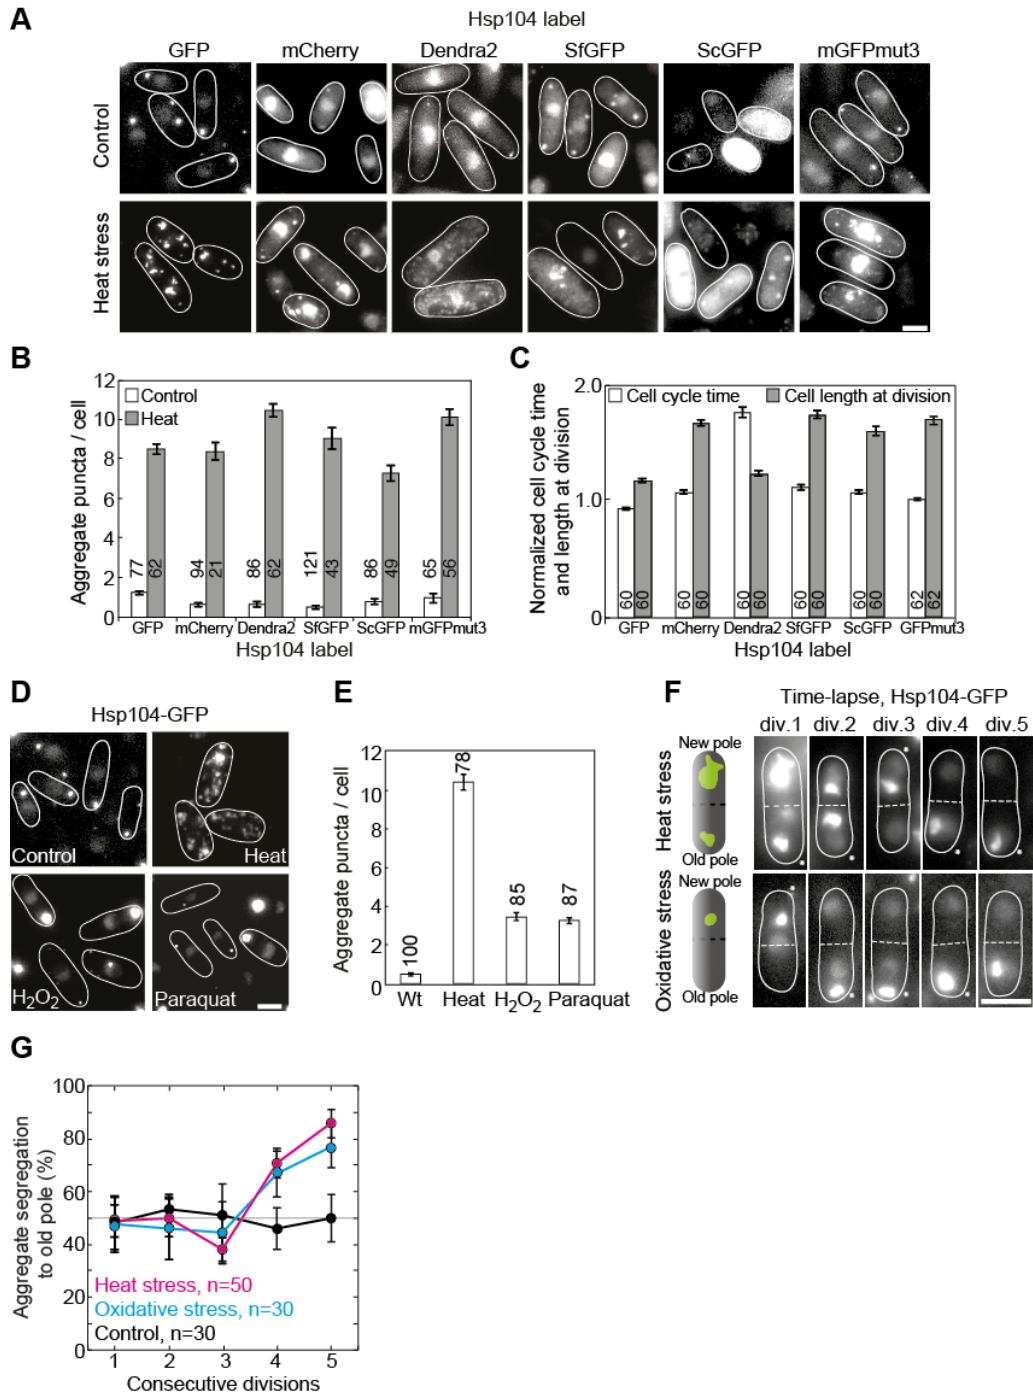 A
Hsp104 label
GFP mCherry Dendra2 SfGFP ScGFP mGFPmut3
Control
Heat stress
B
Aggregate puncta / cell
12
10
8
6
4
2
0
Control
Heat
77 62 94 21 86 62 121 43 86 49 65 56
GFP mCherry Dendra2 SfGFP ScGFP mGFPmut3
Hsp104 label
C
Normalized cell cycle time
and length at division
2.0
1.0
0
Cell cycle time Cell length at division
60 60 60 60 60 60 60 60 60 60 62 62
GFP mCherry Dendra2 SfGFP ScGFP GFPmut3
Hsp104 label
D
Hsp104-GFP
Control Heat
H2O2 Paraquat
E
Aggregate puncta / cell
12
10
8
6
4
2
0
100 78 85 87
Wt Heat H2O2 Paraquat
F
Time-lapse, Hsp104-GFP
div.1 div.2 div.3 div.4 div.5
Heat stress
New pole
Old pole
* * * * *
Oxidative stress
New pole
Old pole
* * * *
G
Aggregate segregation
to old pole (%)
100
80
60
40
20
0
Heat stress, n=50
Oxidative stress, n=30
Control, n=30
1 2 3 4 5
Consecutive divisions